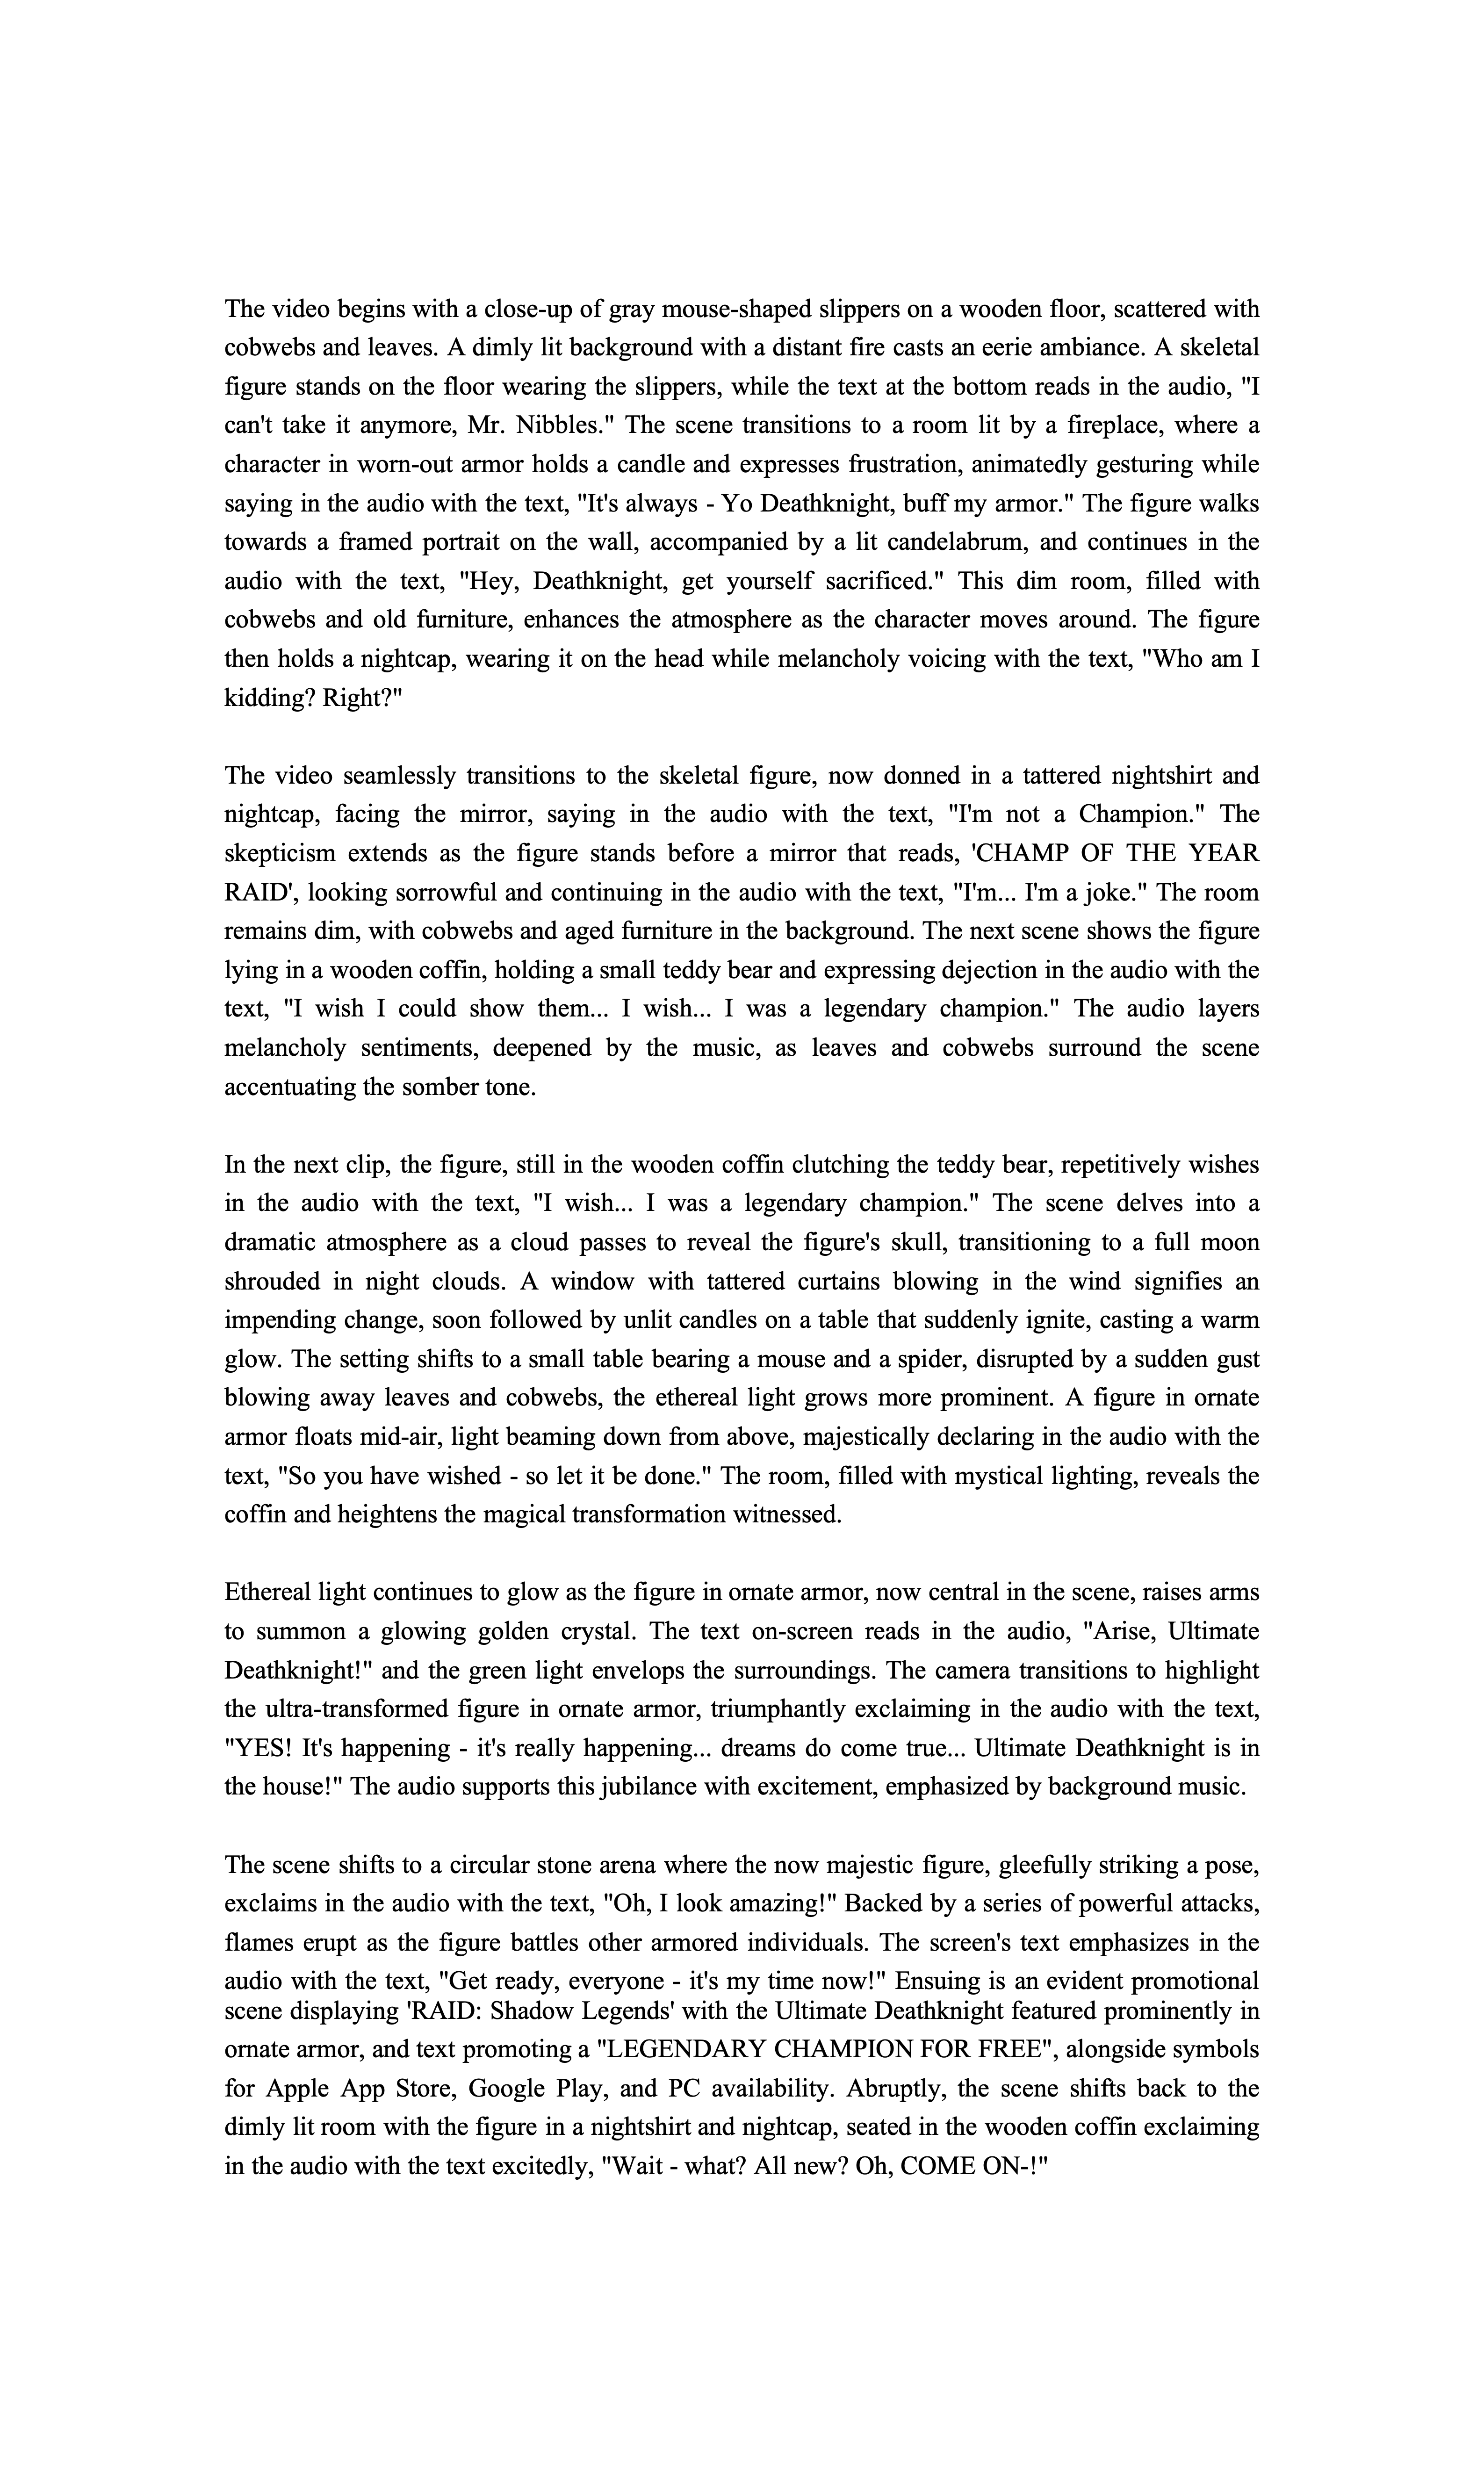 The video begins with a close-up of gray mouse-shaped slippers on a wooden floor, scattered with
cobwebs and leaves. A dimly lit background with a distant fire casts an eerie ambiance. A skeletal
figure stands on the floor wearing the slippers, while the text at the bottom reads in the audio, "I
can't take it anymore, Mr. Nibbles." The scene transitions to a room lit by a fireplace, where a
character in worn-out armor holds a candle and expresses frustration, animatedly gesturing while
saying in the audio with the text, "It's always - Yo Deathknight, buff my armor." The figure walks
towards a framed portrait on the wall, accompanied by a lit candelabrum, and continues in the
audio with the text, "Hey, Deathknight, get yourself sacrificed." This dim room, filled with
cobwebs and old furniture, enhances the atmosphere as the character moves around. The figure
then holds a nightcap, wearing it on the head while melancholy voicing with the text, "Who am I
kidding? Right?"
The video seamlessly transitions to the skeletal figure, now donned in a tattered nightshirt and
nightcap, facing the mirror, saying in the audio with the text, "I'm not a Champion." The
skepticism extends as the figure stands before a mirror that reads, 'CHAMP OF THE YEAR
RAID', looking sorrowful and continuing in the audio with the text, "I'm... I'm a joke." The room
remains dim, with cobwebs and aged furniture in the background. The next scene shows the figure
lying in a wooden coffin, holding a small teddy bear and expressing dejection in the audio with the
text, "I wish I could show them... I wish... I was a legendary champion." The audio layers
melancholy sentiments, deepened by the music, as leaves and cobwebs surround the scene
accentuating the somber tone.
In the next clip, the figure, still in the wooden coffin clutching the teddy bear, repetitively wishes
in the audio with the text, "I wish... I was a legendary champion." The scene delves into a
dramatic atmosphere as a cloud passes to reveal the figure's skull, transitioning to a full moon
shrouded in night clouds. A window with tattered curtains blowing in the wind signifies an
impending change, soon followed by unlit candles on a table that suddenly ignite, casting a warm
glow. The setting shifts to a small table bearing a mouse and a spider, disrupted by a sudden gust
blowing away leaves and cobwebs, the ethereal light grows more prominent. A figure in ornate
armor floats mid-air, light beaming down from above, majestically declaring in the audio with the
text, "So you have wished - so let it be done." The room, filled with mystical lighting, reveals the
coffin and heightens the magical transformation witnessed.
Ethereal light continues to glow as the figure in ornate armor, now central in the scene, raises arms
to summon a glowing golden crystal. The text on-screen reads in the audio, "Arise, Ultimate
Deathknight!" and the green light envelops the surroundings. The camera transitions to highlight
the ultra-transformed figure in ornate armor, triumphantly exclaiming in the audio with the text,
"YES! It's happening - it's really happening... dreams do come true... Ultimate Deathknight is in
the house!" The audio supports this jubilance with excitement, emphasized by background music.
The scene shifts to a circular stone arena where the now majestic figure, gleefully striking a pose,
exclaims in the audio with the text, "Oh, I look amazing!" Backed by a series of powerful attacks,
flames erupt as the figure battles other armored individuals. The screen's text emphasizes in the
audio with the text, "Get ready, everyone - it's my time now!" Ensuing is an evident promotional
scene displaying 'RAID: Shadow Legends' with the Ultimate Deathknight featured prominently in
ornate armor, and text promoting a "LEGENDARY CHAMPION FOR FREE", alongside symbols
for Apple App Store, Google Play, and PC availability. Abruptly, the scene shifts back to the
dimly lit room with the figure in a nightshirt and nightcap, seated in the wooden coffin exclaiming
in the audio with the text excitedly, "Wait - what? All new? Oh, COME ON-!"